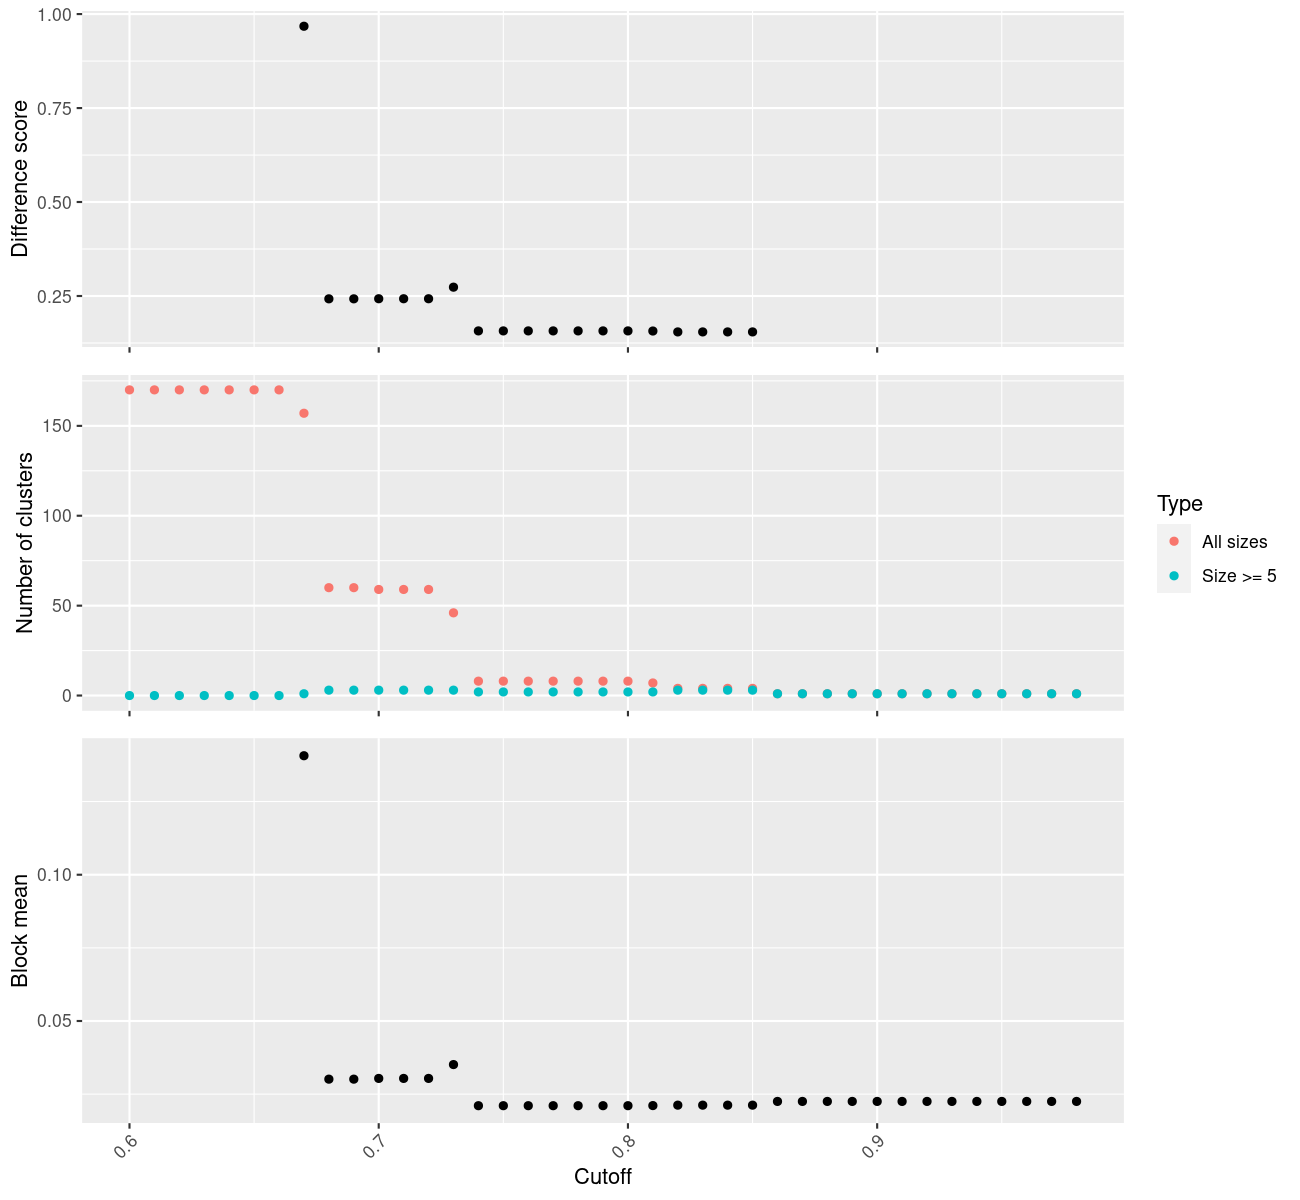 1.00
0.75
0.50
0.25
Difference score
150
100
50
0
Number of clusters
Type
All sizes
Size >= 5
0.10
0.05
Block mean
0.6
0.7
0.8
0.9
Cutoff